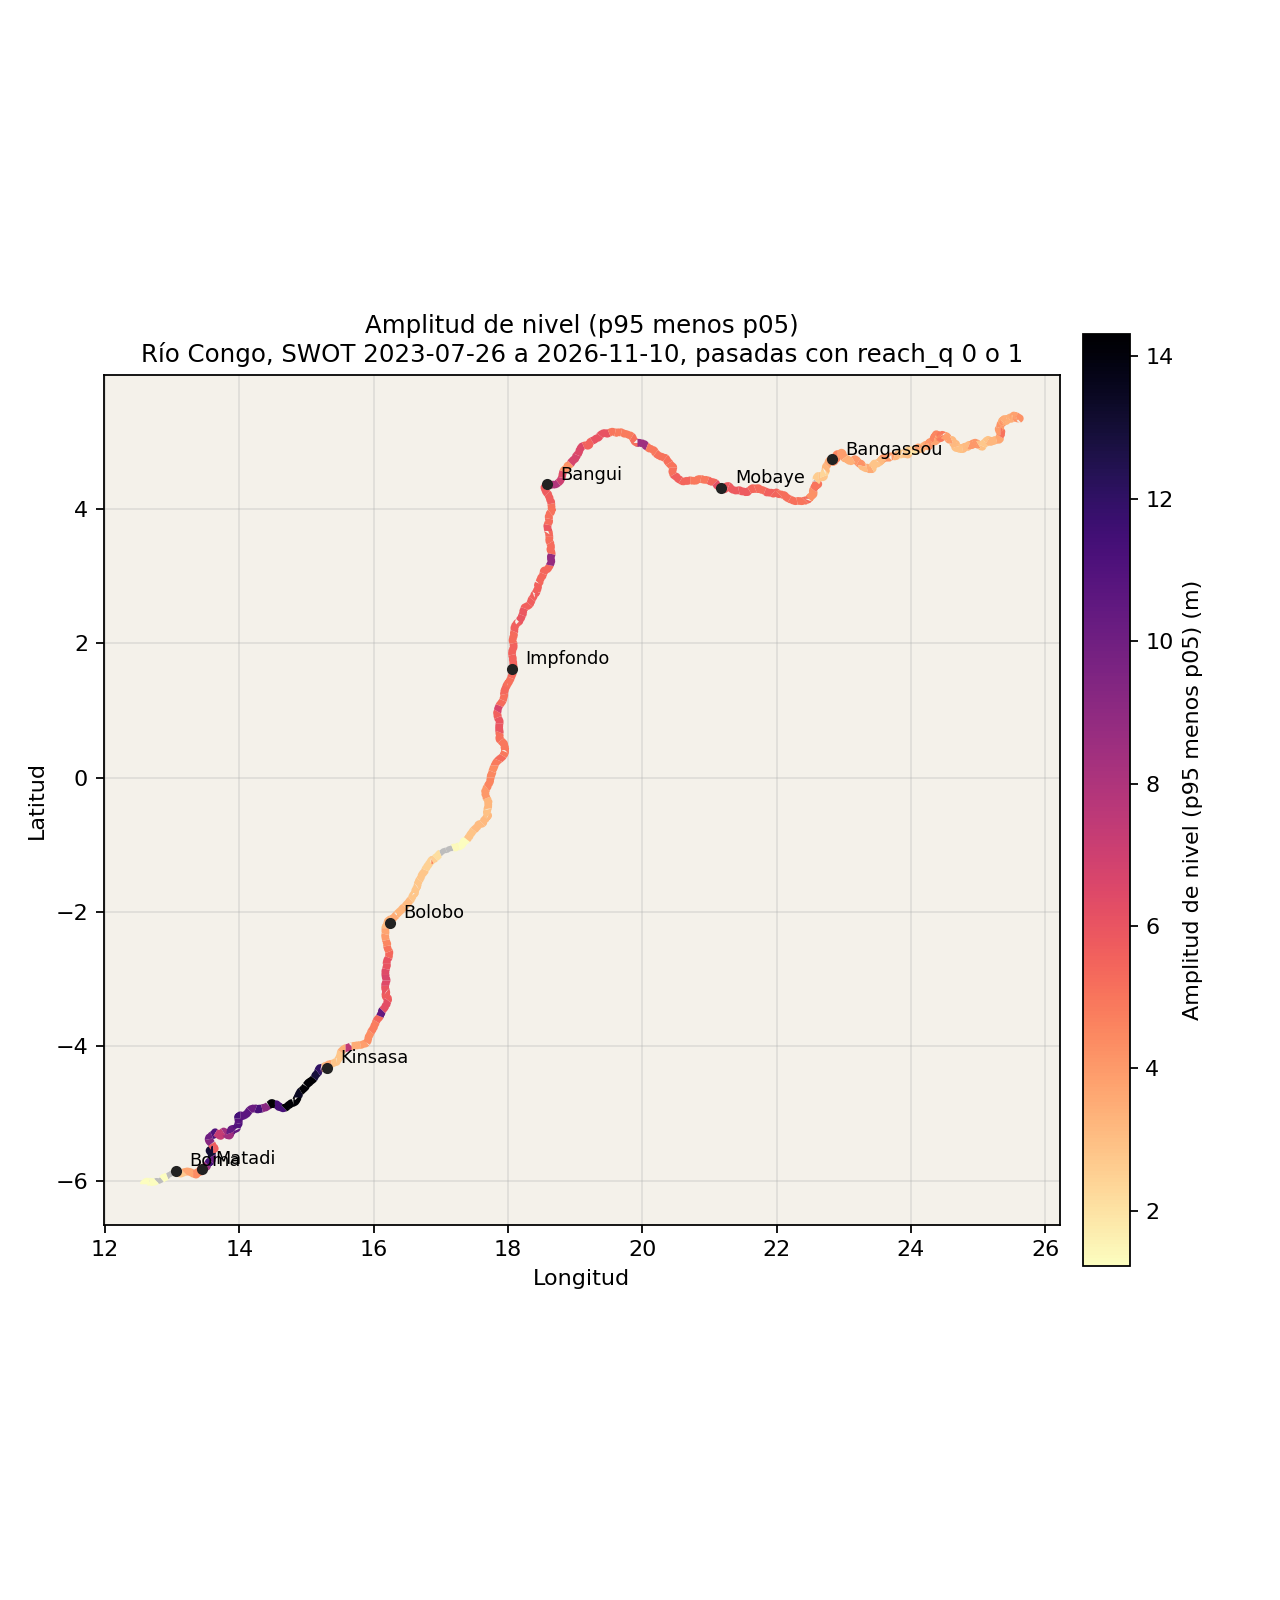 Amplitud de nivel (p95 menos p05)
Río Congo, SWOT 2023-07-26 a 2026-11-10, pasadas con reach_q 0 o 1
Bangassou
Bangui
Mobaye
Impfondo
Bolobo
Kinsasa
Boma
Matadi
4
2
0
−2
−4
−6
Latitud
12
14
16
18
20
22
24
26
Longitud
14
12
10
8
6
4
2
Amplitud de nivel (p95 menos p05) (m)